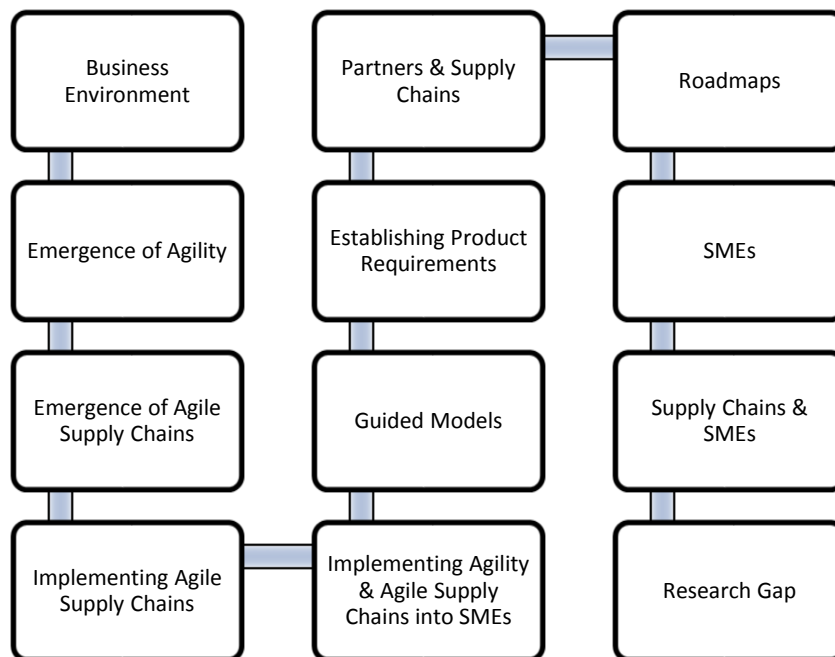 Business
Environment
Emergence of Agility
Emergence of Agile
Supply Chains
Implementing Agile
Supply Chains
Implementing Agility
& Agile Supply
Chains into SMEs
Guided Models
Establishing Product
Requirements
Partners & Supply
Chains
Roadmaps
SMEs
Supply Chains &
SMEs
Research Gap